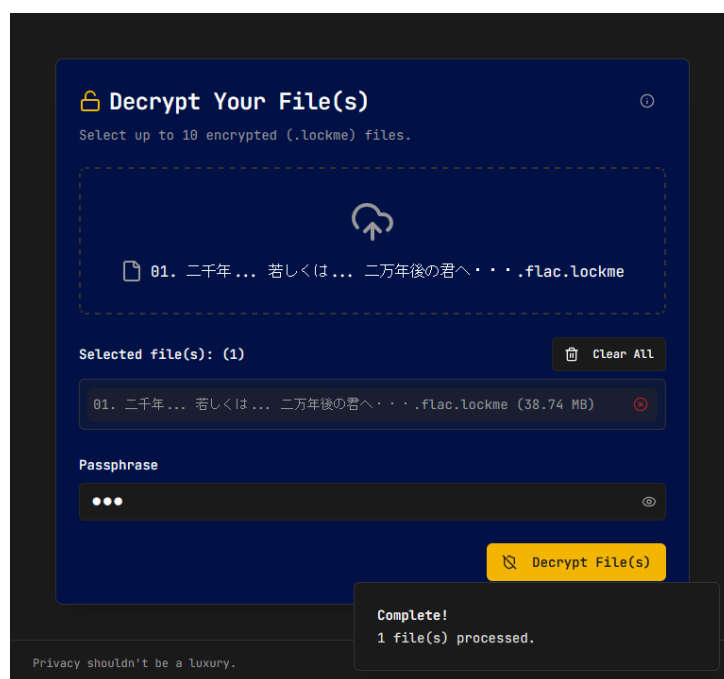 Decrypt Your File(s)
Select up to 10 encrypted (.lockme) files.
01. 二千年... 若しくは... 二万年後の君へ・・・.flac.lockme
Selected file(s): (1)
Clear All
01. 二千年... 若しくは... 二万年後の君へ・・・.flac.lockme (38.74 MB)
Passphrase
Decrypt File(s)
Complete!
1 file(s) processed.
Privacy shouldn't be a luxury.